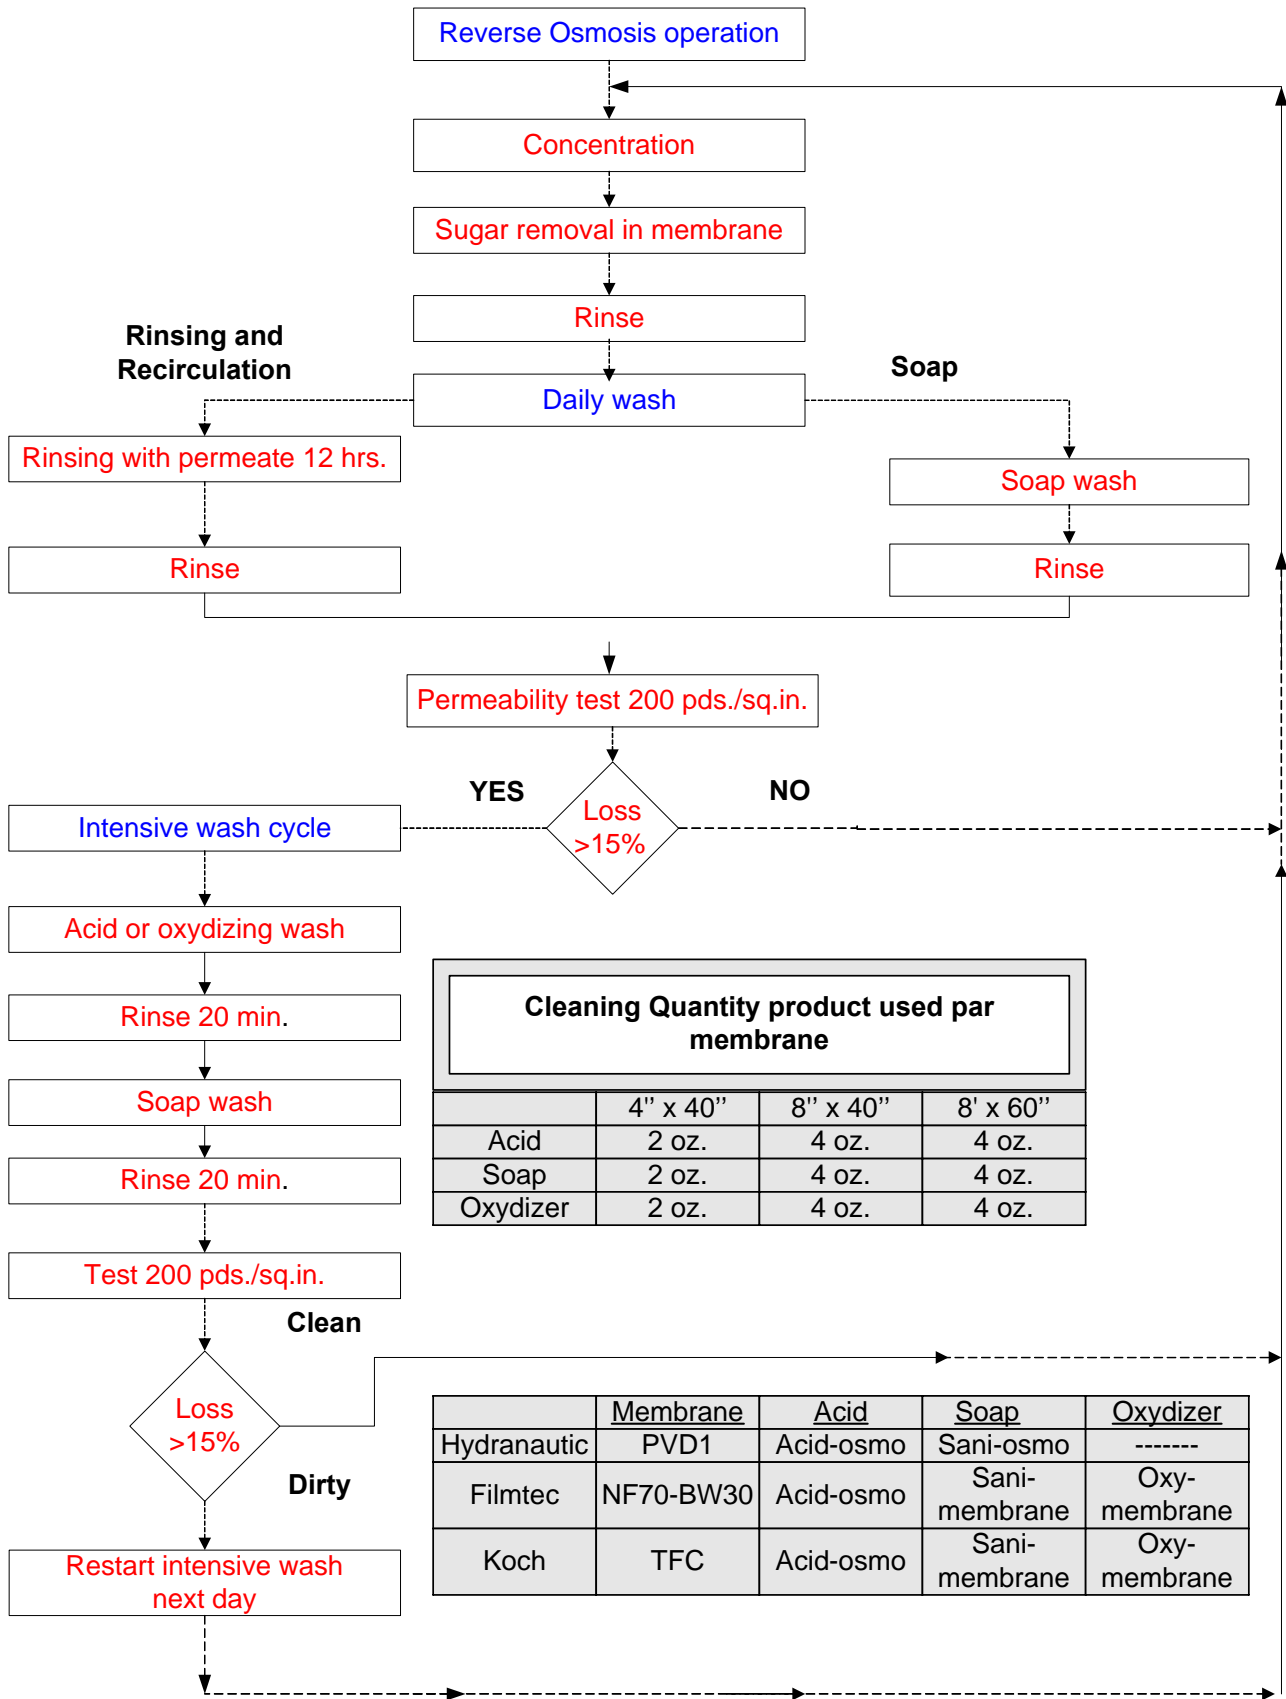 Reverse Osmosis operation
Concentration
Sugar removal in membrane
Rinse
Rinsing and
Recirculation
Soap
Daily wash
Rinsing with permeate 12 hrs.
Soap wash
Rinse
Rinse
Permeability test 200 pds./sq.in.
YES
NO
Loss
>15%
Intensive wash cycle
Acid or oxydizing wash
Rinse 20 min.
Soap wash
Rinse 20 min.
Test 200 pds./sq.in.
Cleaning Quantity product used par
membrane
4'' x 40'' 8'' x 40'' 8' x 60''
Acid 2 oz. 4 oz. 4 oz.
Soap 2 oz. 4 oz. 4 oz.
Oxydizer 2 oz. 4 oz. 4 oz.
Clean
Loss
>15%
Dirty
Restart intensive wash
next day
Membrane Acid Soap Oxydizer
Hydranautic PVD1 Acid-osmo Sani-osmo -------
Filmtec NF70-BW30 Acid-osmo Sani-
membrane Oxy-
membrane
Koch TFC Acid-osmo Sani-
membrane Oxy-
membrane